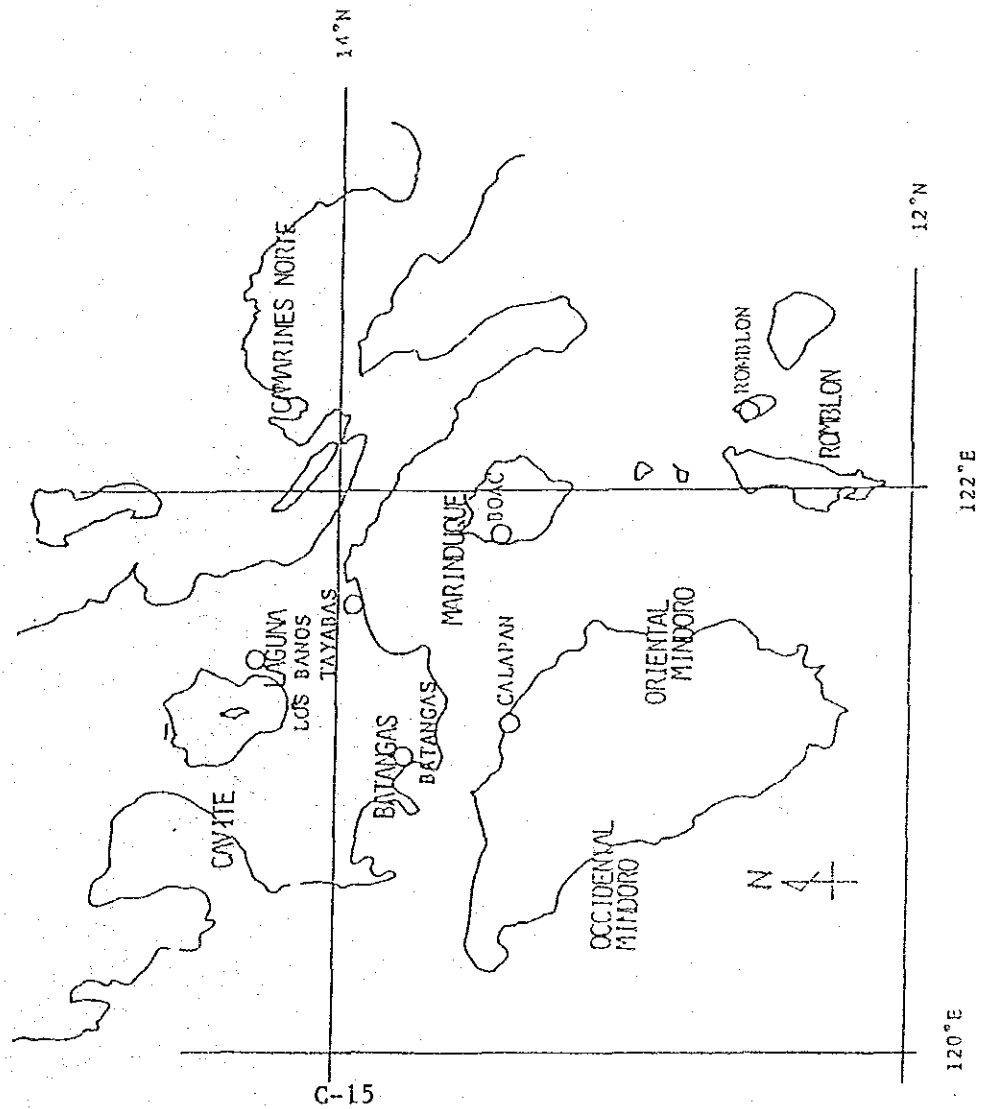 14°N
CAMARINES NORTE
CAVITE
LAGUNA
LOS BANOS
TAYABAS
BATANGAS
BATANGAS
MARINDUQUE
BOAC
CALAPAN
ROMBLON
ROMBLON
ORIENTAL
MINDORO
OCCIDENTAL
MINDORO
N
12°N
120°E
122°E
C-15